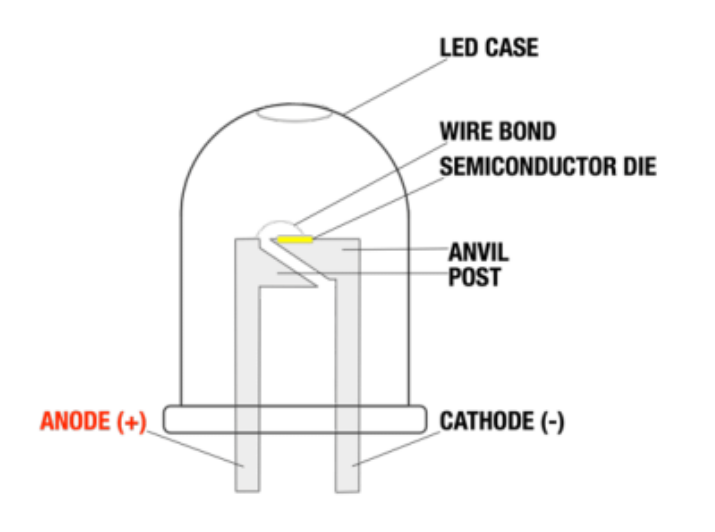 LED CASE
WIRE BOND
SEMICONDUCTOR DIE
ANVIL
POST
ANODE (+)
CATHODE (-)